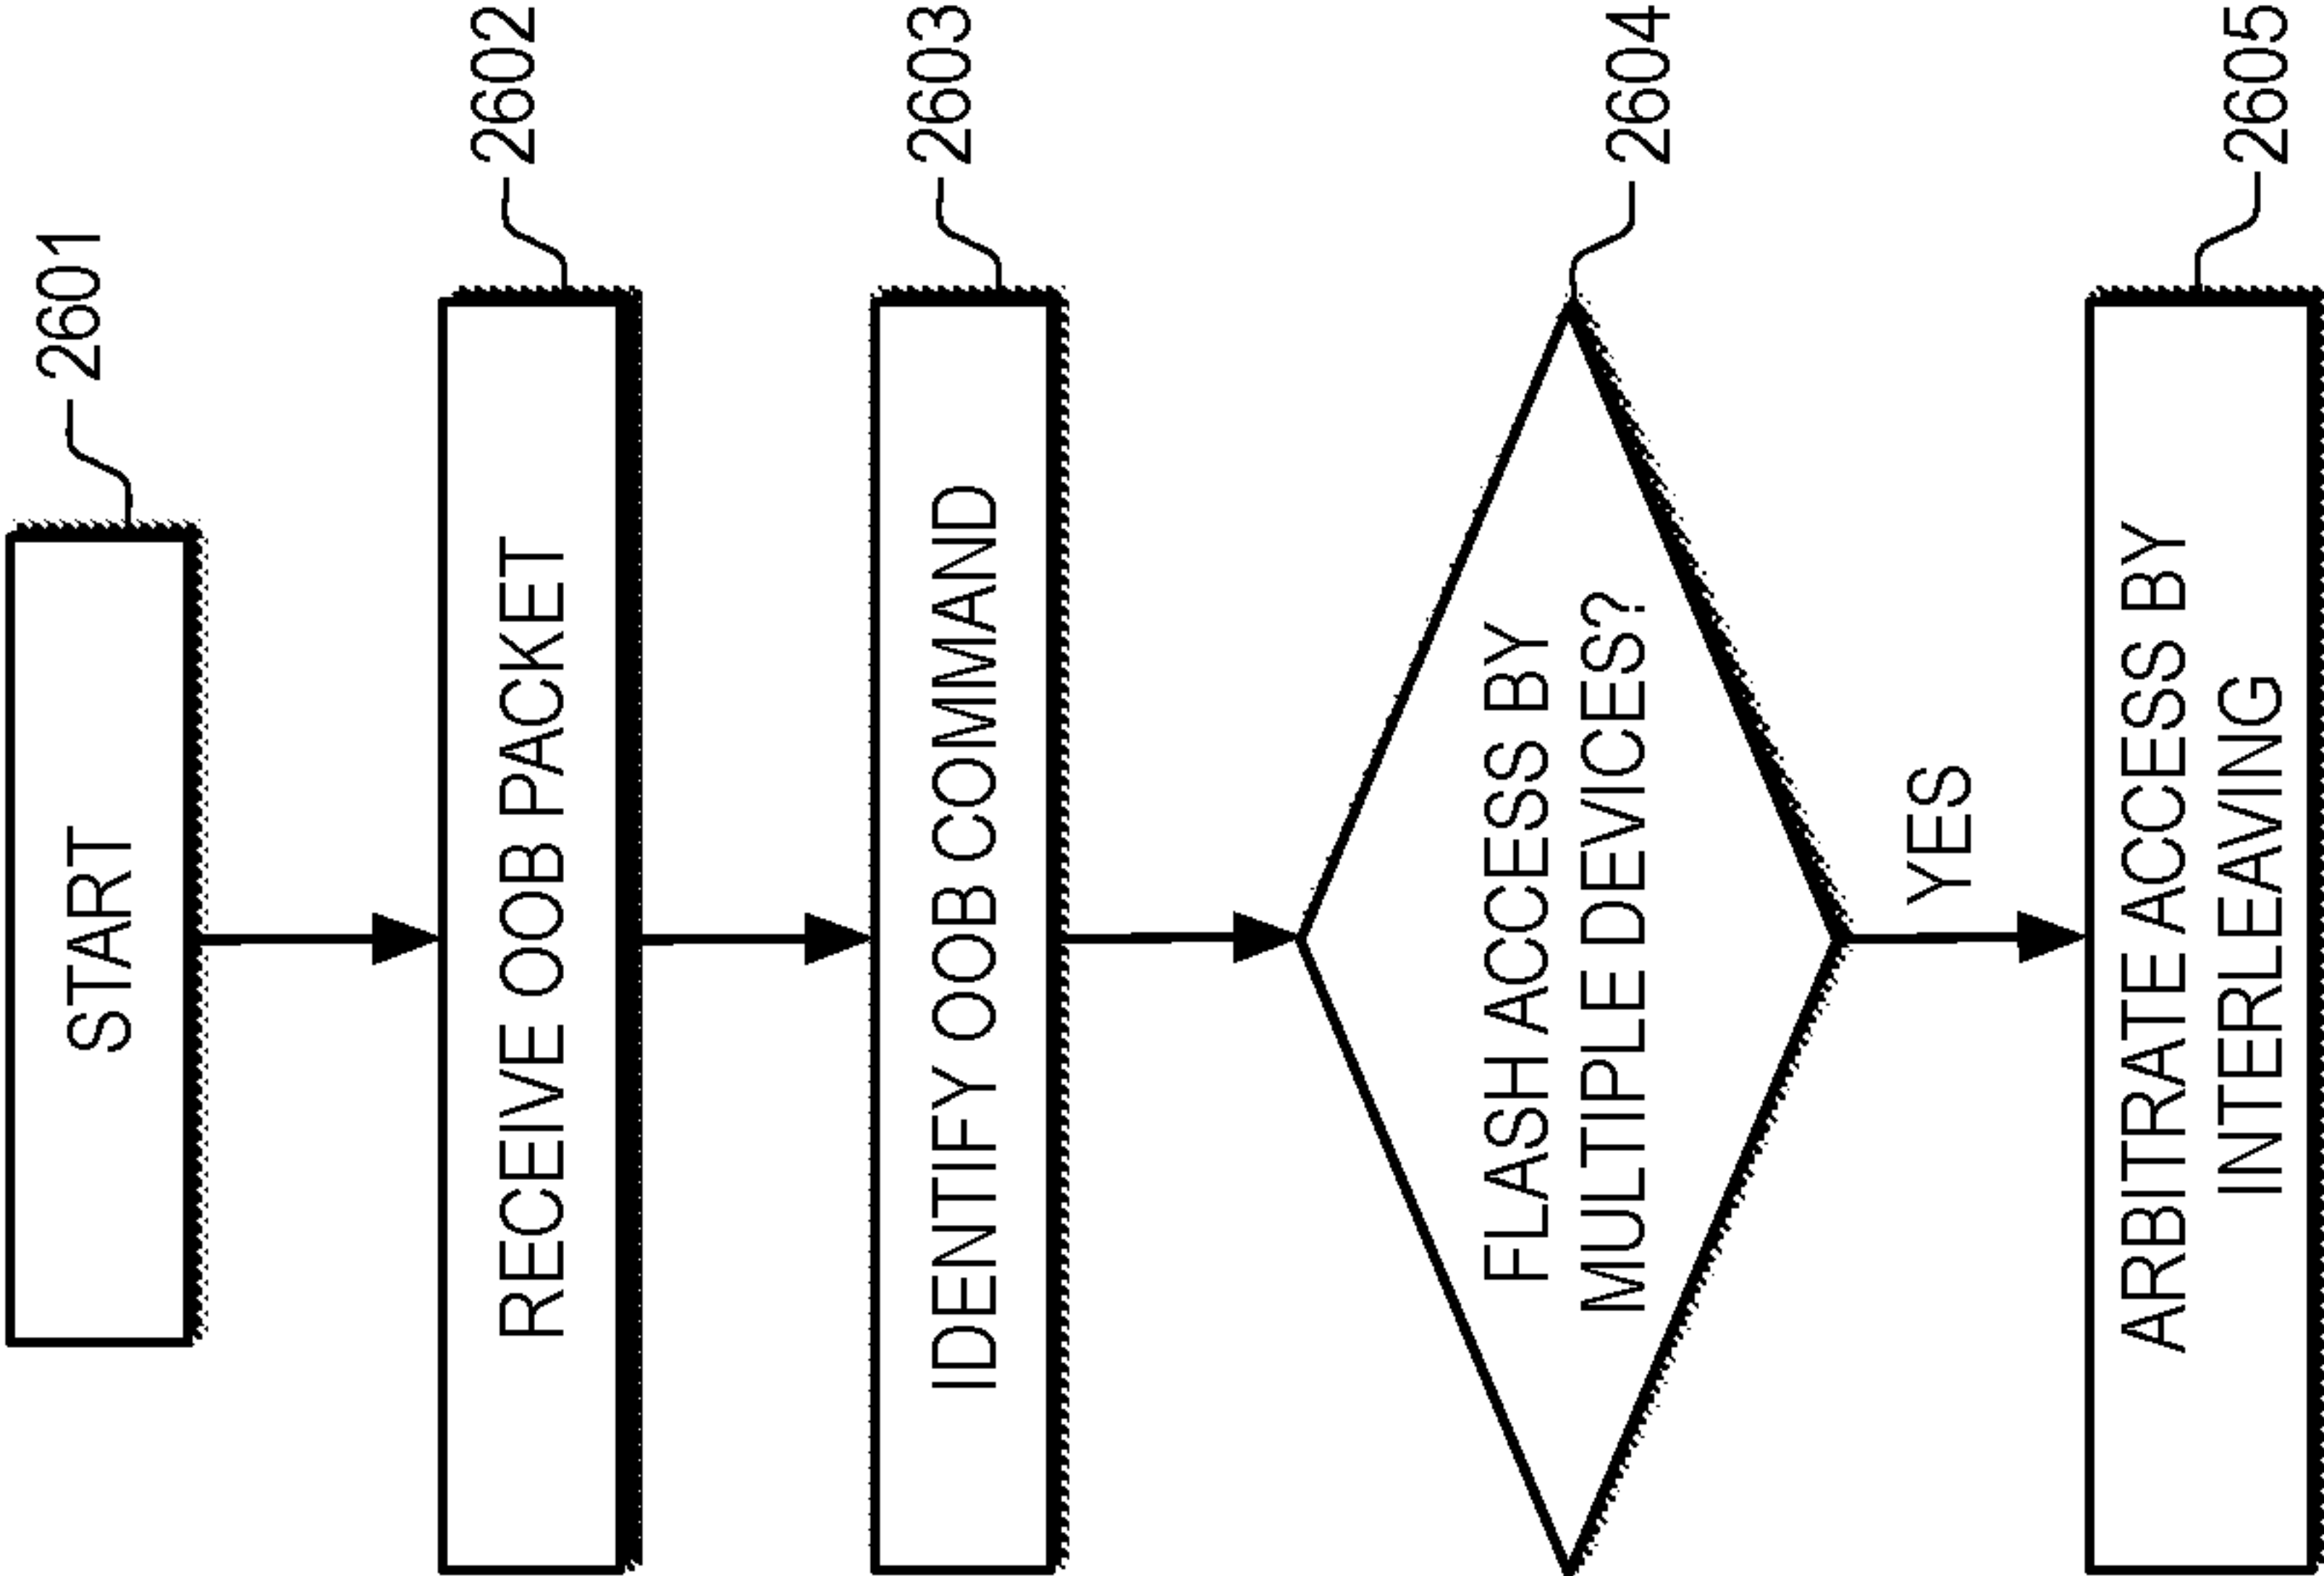 START
2601
RECEIVE OOB PACKET
2602
IDENTIFY OOB COMMAND
2603
FLASH ACCESS BY
MULTIPLE DEVICES?
2604
YES
ARBITRATE ACCESS BY
INTERLEAVING
2605